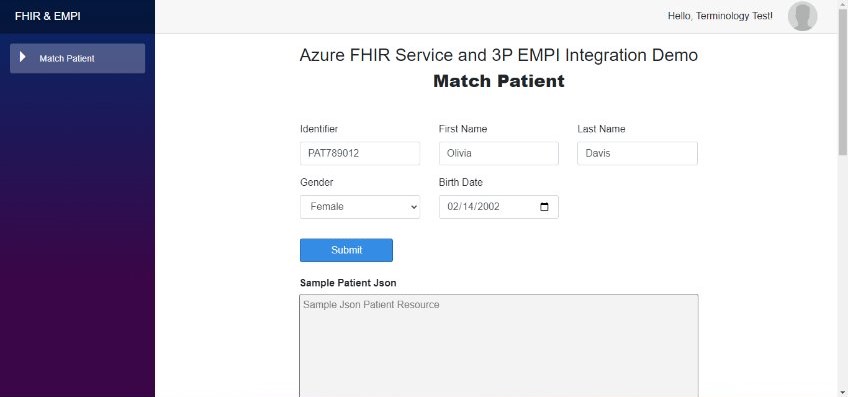 FHIR & EMPI
Hello, Terminology Test!
Match Patient
Azure FHIR Service and 3P EMPI Integration Demo
Match Patient
Identifier First Name Last Name
PAT789012 Olivia Davis
Gender Birth Date
Female 02/14/2002
Submit
Sample Patient Json
Sample Json Patient Resource